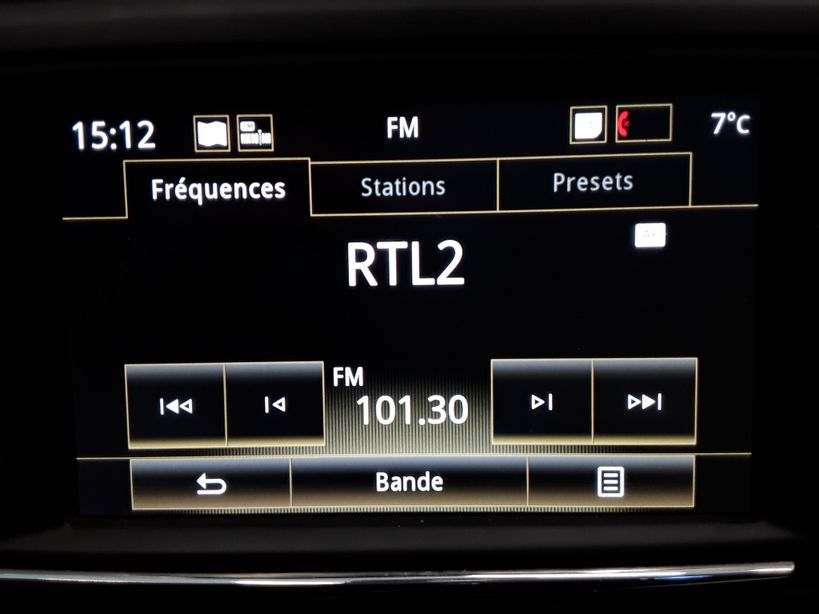 15:12 FM 7°c
Fréquences Stations Presets
RTL2
FM
101.30
Bande